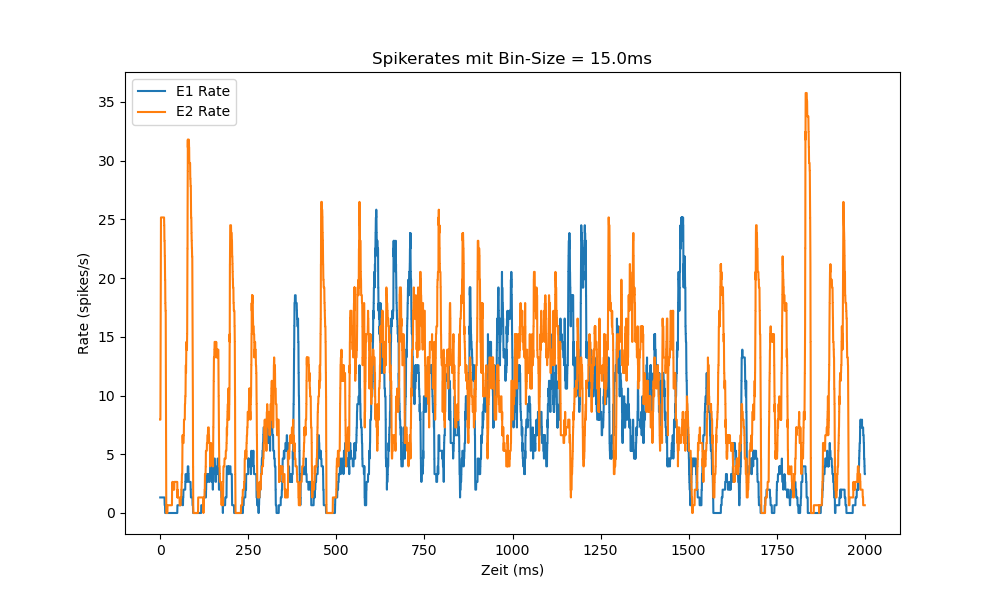 Spikerates mit Bin-Size = 15.0ms
E1 Rate
E2 Rate
Rate (spikes/s)
35
30
25
20
15
10
5
0
0 250 500 750 1000 1250 1500 1750 2000
Zeit (ms)